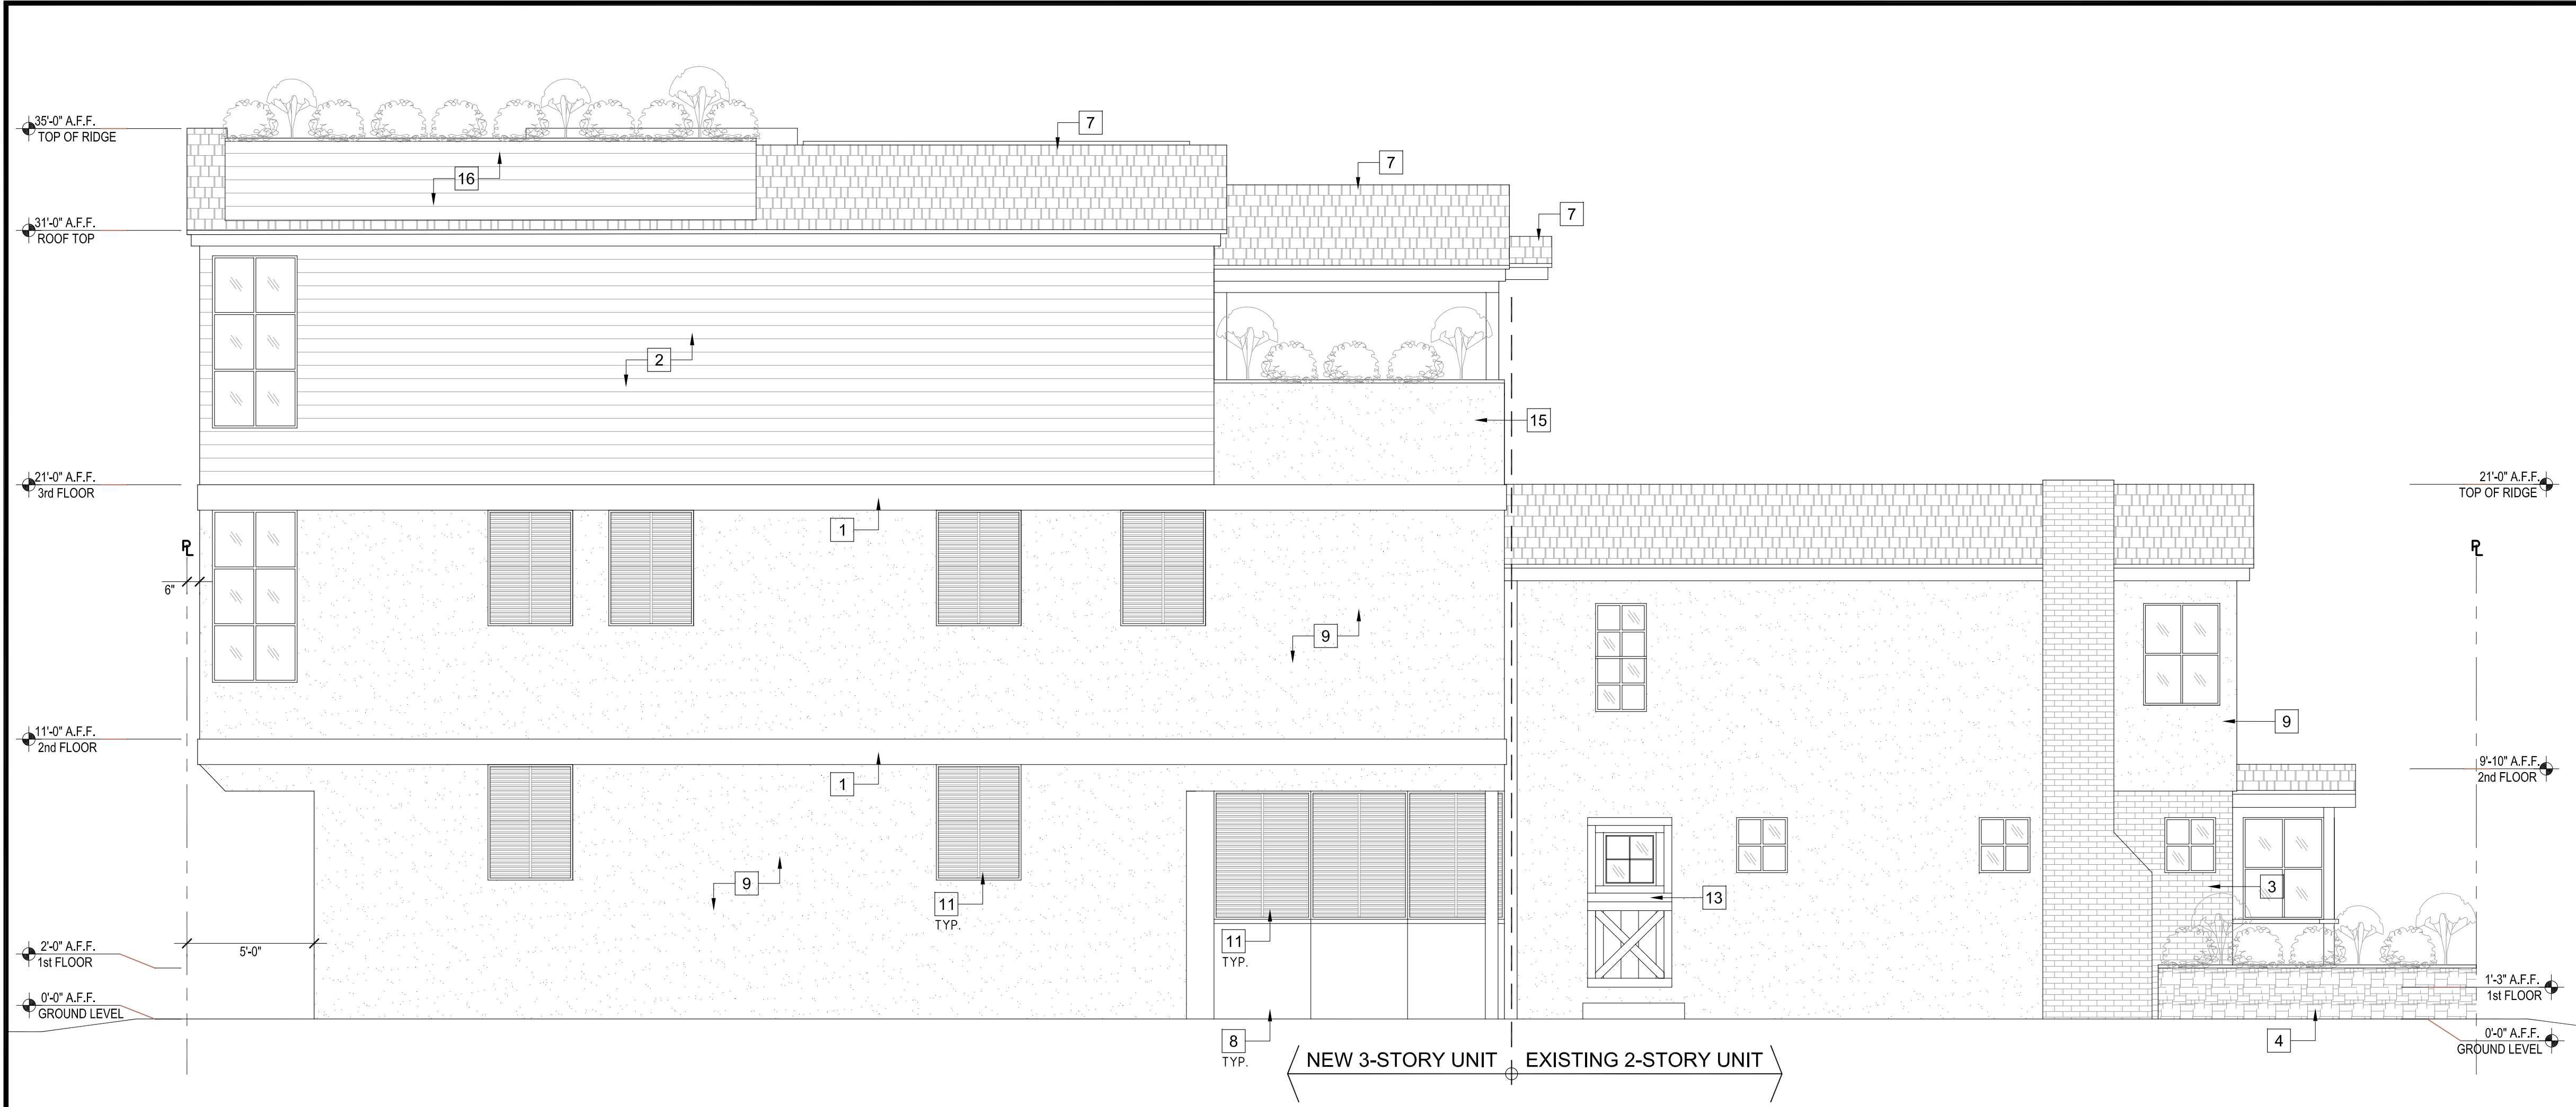 35'-0" A.F.F.
TOP OF RIDGE
7
7
16
7
31'-0" A.F.F.
ROOF TOP
2
15
21'-0" A.F.F.
3rd FLOOR
21'-0" A.F.F.
TOP OF RIDGE
1
PL
PL
6"
9
9
11'-0" A.F.F.
2nd FLOOR
9'-10" A.F.F.
2nd FLOOR
1
9
3
11
TYP.
13
11
TYP.
2'-0" A.F.F.
1st FLOOR
5'-0"
1'-3" A.F.F.
1st FLOOR
0'-0" A.F.F.
GROUND LEVEL
8
TYP.
4
0'-0" A.F.F.
GROUND LEVEL
NEW 3-STORY UNIT
EXISTING 2-STORY UNIT